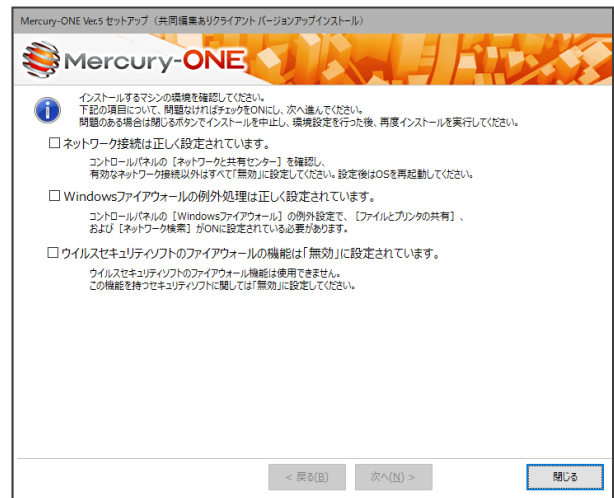 Mercury-ONE Ver.5 セットアップ（共同編集ありクライアント バージョンアップインストール）
Mercury-ONE
インストールするマシンの環境を確認してください。
下記の項目について、問題なければチェックをONにし、次へ進んでください。
問題のある場合は閉じるボタンでインストールを中止し、環境設定を行った後、再度インストールを実行してください。
ネットワーク接続は正しく設定されています。
コントロールパネルの［ネットワークと共有センター］を確認し、
有効なネットワーク接続以外はすべて「無効」に設定してください。設定後はOSを再起動してください。
Windowsファイアウォールの例外処理は正しく設定されています。
コントロールパネルの［Windowsファイアウォール］の例外設定で、［ファイルとプリンタの共有］、
および［ネットワーク検索］がONに設定されている必要があります。
ウイルスセキュリティソフトのファイアウォールの機能は「無効」に設定されています。
ウイルスセキュリティソフトのファイアウォール機能は使用できません。
この機能を持つセキュリティソフトに関しては「無効」に設定してください。
< 戻る(B) 次へ(N) > 閉じる